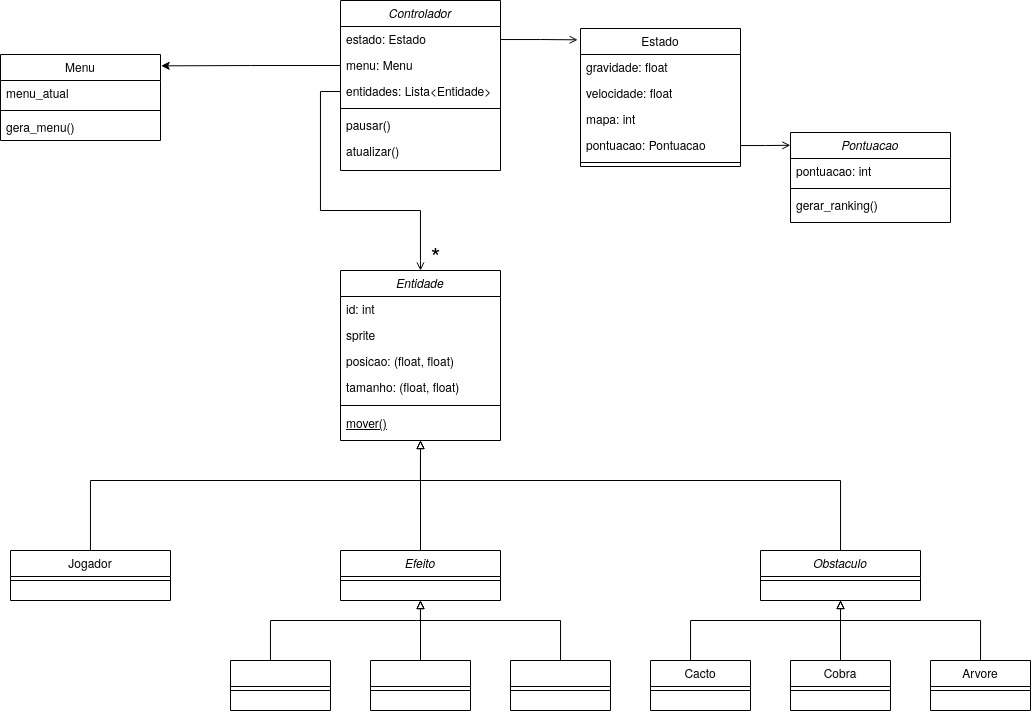 Controlador
estado: Estado
menu: Menu
entidades: Lista<Entidade>
pausar()
atualizar()
Menu
menu_atual
gera_menu()
Estado
gravidade: float
velocidade: float
mapa: int
pontuacao: Pontuacao
Pontuacao
pontuacao: int
gerar_ranking()
*
Entidade
id: int
sprite
posicao: (float, float)
tamanho: (float, float)
mover()
Jogador
Efeito
Obstaculo
Cacto
Cobra
Arvore